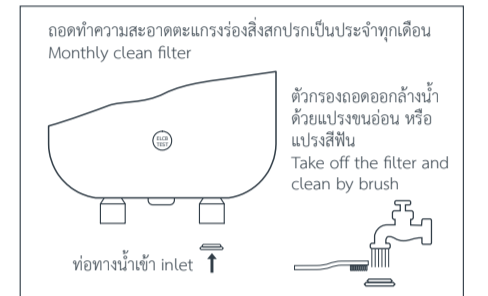 ถอดทำความสะอาดตะแกรงร่องสิ่งสกปรกเป็นประจำทุกเดือน
Monthly clean filter
ELCB
TEST
ตัวกรองถอดออกล้างน้ำ
ด้วยแปรงขนอ่อน หรือ
แปรงสีฟัน
Take off the filter and
clean by brush
ท่อทางน้ำเข้า inlet